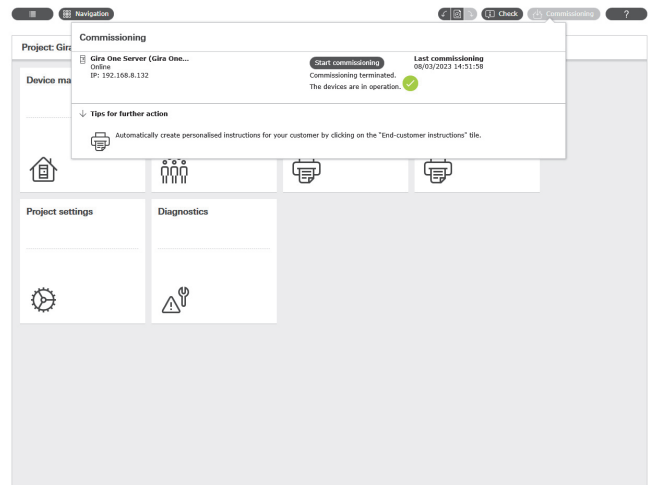 Navigation
Check
Commissioning
?
Project: Gira
Commissioning
Gira One Server (Gira One...
Online
IP: 192.168.8.132
Start commissioning
Commissioning terminated.
The devices are in operation.
Last commissioning
08/03/2023 14:51:58
Tips for further action
Automatically create personalised instructions for your customer by clicking on the "End-customer instructions" tile.
Device ma
Project settings
Diagnostics